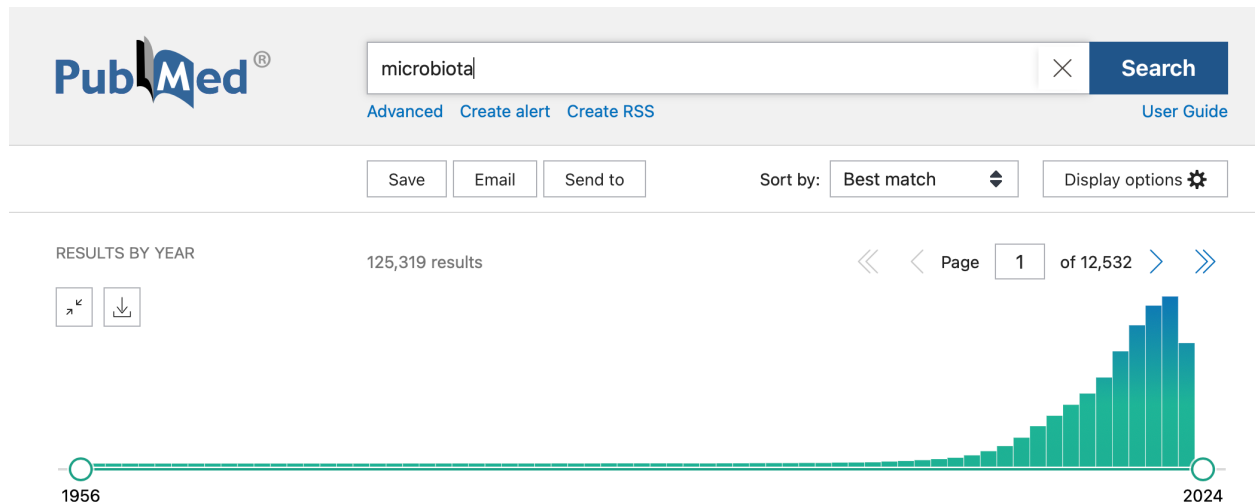 PubMed®
microbiota
Search
Advanced Create alert Create RSS
User Guide
Save Email Send to
Sort by: Best match
Display options
RESULTS BY YEAR
125,319 results
Page 1 of 12,532
1956
2024